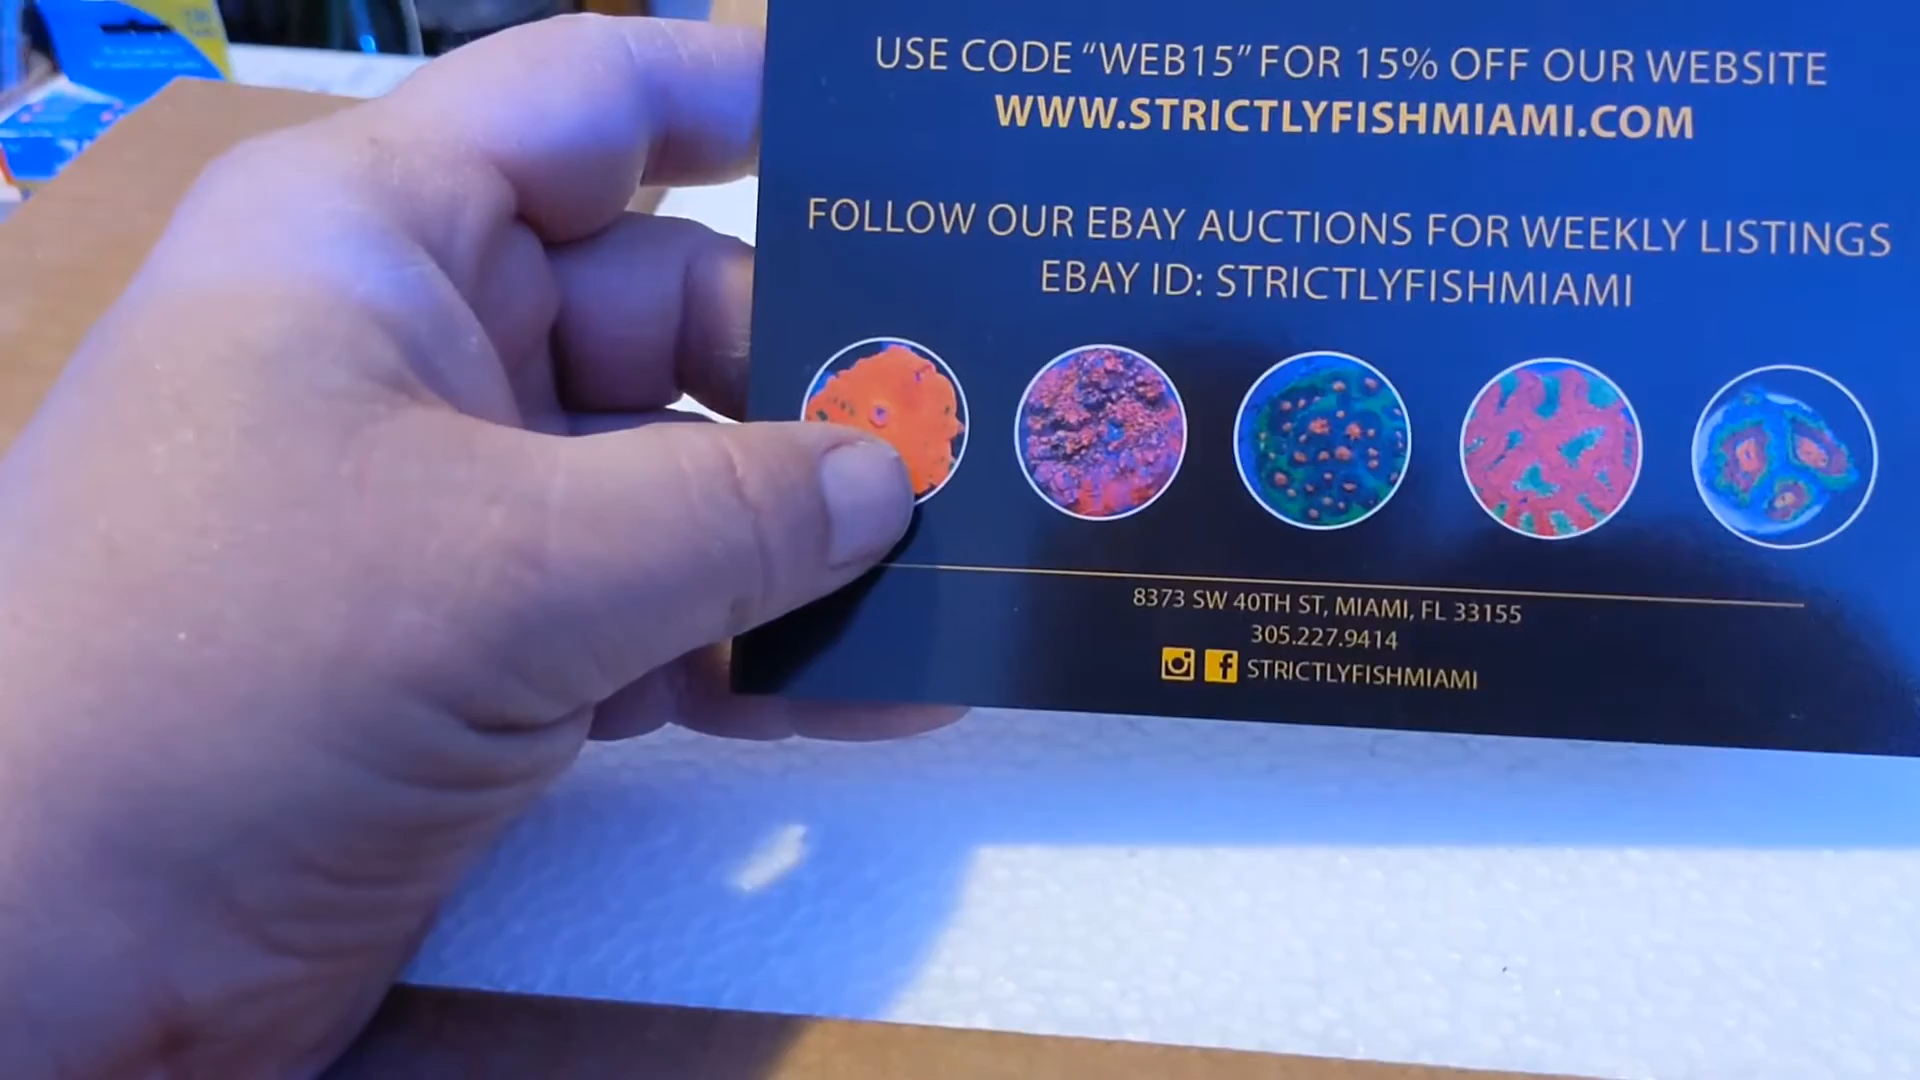 USE CODE “WEB15” FOR 15% OFF OUR WEBSITE
WWW.STRICTLYFISHMIAMI.COM
FOLLOW OUR EBAY AUCTIONS FOR WEEKLY LISTINGS
EBAY ID: STRICTLYFISHMIAMI
8373 SW 40TH ST, MIAMI, FL 33155
305.227.9414
STRICTLYFISHMIAMI